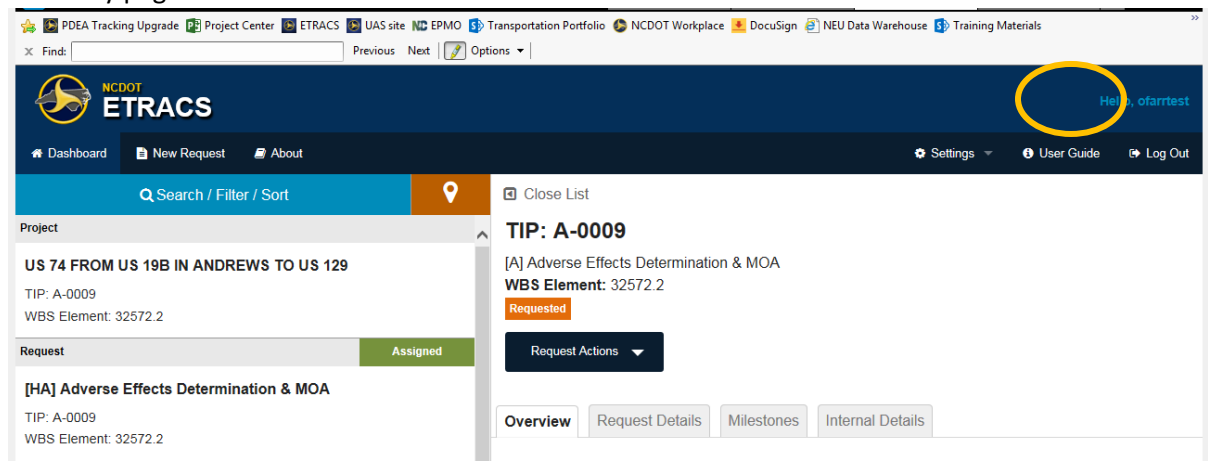 PDEA Tracking Upgrade Project Center ETRACS UAS site NC EPMO Transportation Portfolio NCDOT Workplace DocuSign NEU Data Warehouse Training Materials »
x Find: Previous Next Options
NCDOT
ETRACS
Hello, ofarrtest
Dashboard New Request About Settings User Guide Log Out
Search / Filter / Sort
Close List
Project
TIP: A-0009
US 74 FROM US 19B IN ANDREWS TO US 129
[A] Adverse Effects Determination & MOA
TIP: A-0009
WBS Element: 32572.2
WBS Element: 32572.2
Requested
Request Assigned
Request Actions
[HA] Adverse Effects Determination & MOA
TIP: A-0009
WBS Element: 32572.2
Overview Request Details Milestones Internal Details